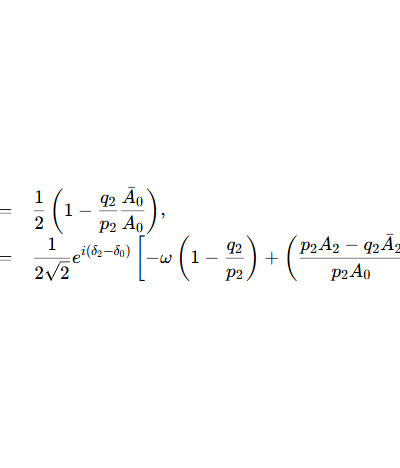 = \frac{1}{2} \left( 1 - \frac{q_2}{p_2} \frac{\bar{A}_0}{A_0} \right),
= \frac{1}{2\sqrt{2}} e^{i(\delta_2 - \delta_0)} \left[ -\omega \left( 1 - \frac{q_2}{p_2} \right) + \left( \frac{p_2 A_2 - q_2 \bar{A}_2}{p_2 A_0}